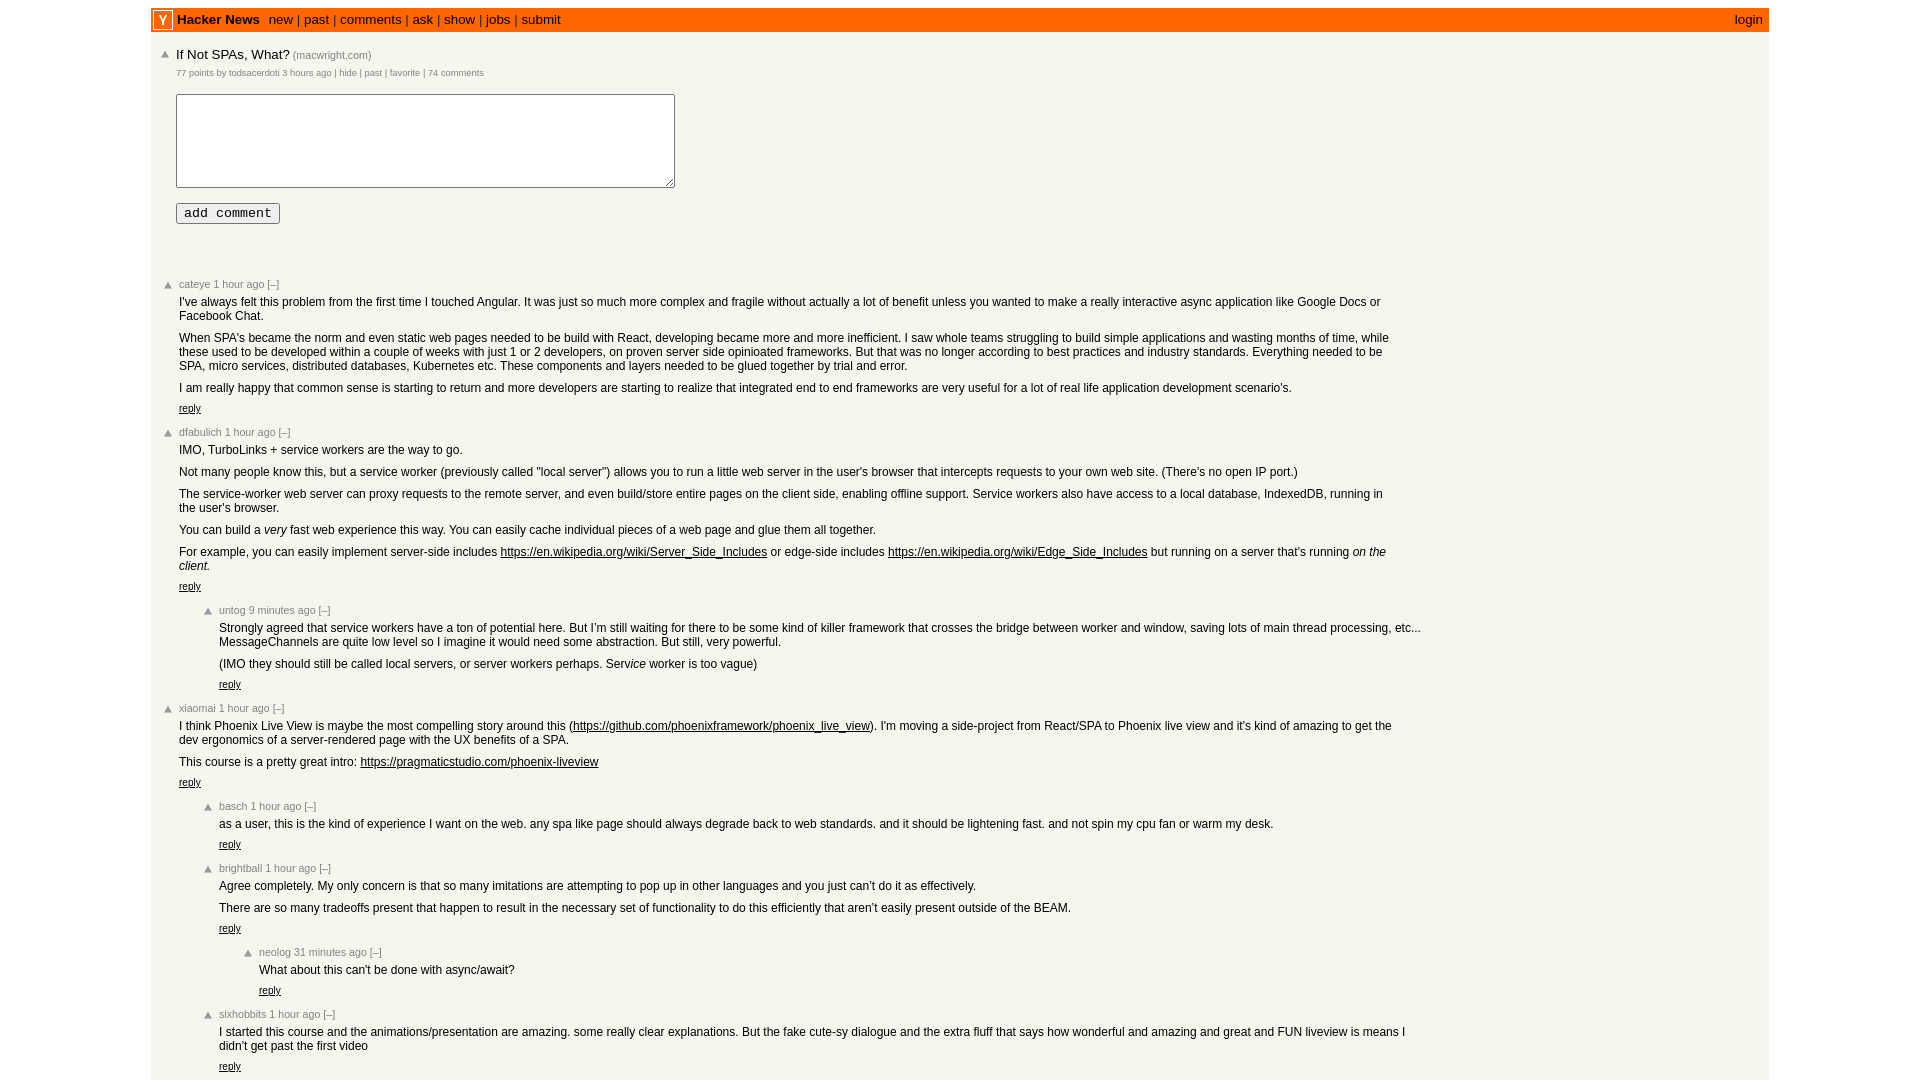 Y Hacker News new | past | comments | ask | show | jobs | submit login
If Not SPAs, What? (macwright.com)
77 points by todsacerdoti 3 hours ago | hide | past | favorite | 74 comments
add comment
cateye 1 hour ago [–]
I've always felt this problem from the first time I touched Angular. It was just so much more complex and fragile without actually a lot of benefit unless you wanted to make a really interactive async application like Google Docs or
Facebook Chat.
When SPA's became the norm and even static web pages needed to be build with React, developing became more and more inefficient. I saw whole teams struggling to build simple applications and wasting months of time, while
these used to be developed within a couple of weeks with just 1 or 2 developers, on proven server side opinioated frameworks. But that was no longer according to best practices and industry standards. Everything needed to be
SPA, micro services, distributed databases, Kubernetes etc. These components and layers needed to be glued together by trial and error.
I am really happy that common sense is starting to return and more developers are starting to realize that integrated end to end frameworks are very useful for a lot of real life application development scenario's.
reply
dfabulich 1 hour ago [–]
IMO, TurboLinks + service workers are the way to go.
Not many people know this, but a service worker (previously called "local server") allows you to run a little web server in the user's browser that intercepts requests to your own web site. (There's no open IP port.)
The service-worker web server can proxy requests to the remote server, and even build/store entire pages on the client side, enabling offline support. Service workers also have access to a local database, IndexedDB, running in
the user's browser.
You can build a very fast web experience this way. You can easily cache individual pieces of a web page and glue them all together.
For example, you can easily implement server-side includes https://en.wikipedia.org/wiki/Server_Side_Includes or edge-side includes https://en.wikipedia.org/wiki/Edge_Side_Includes but running on a server that's running on the
client.
reply
untog 9 minutes ago [–]
Strongly agreed that service workers have a ton of potential here. But I’m still waiting for there to be some kind of killer framework that crosses the bridge between worker and window, saving lots of main thread processing, etc...
MessageChannels are quite low level so I imagine it would need some abstraction. But still, very powerful.
(IMO they should still be called local servers, or server workers perhaps. Service worker is too vague)
reply
xiaomai 1 hour ago [–]
I think Phoenix Live View is maybe the most compelling story around this (https://github.com/phoenixframework/phoenix_live_view). I'm moving a side-project from React/SPA to Phoenix live view and it's kind of amazing to get the
dev ergonomics of a server-rendered page with the UX benefits of a SPA.
This course is a pretty great intro: https://pragmaticstudio.com/phoenix-liveview
reply
basch 1 hour ago [–]
as a user, this is the kind of experience I want on the web. any spa like page should always degrade back to web standards. and it should be lightening fast. and not spin my cpu fan or warm my desk.
reply
brightball 1 hour ago [–]
Agree completely. My only concern is that so many imitations are attempting to pop up in other languages and you just can’t do it as effectively.
There are so many tradeoffs present that happen to result in the necessary set of functionality to do this efficiently that aren’t easily present outside of the BEAM.
reply
neolog 31 minutes ago [–]
What about this can't be done with async/await?
reply
sixhobbits 1 hour ago [–]
I started this course and the animations/presentation are amazing. some really clear explanations. But the fake cute-sy dialogue and the extra fluff that says how wonderful and amazing and great and FUN liveview is means I
didn't get past the first video
reply